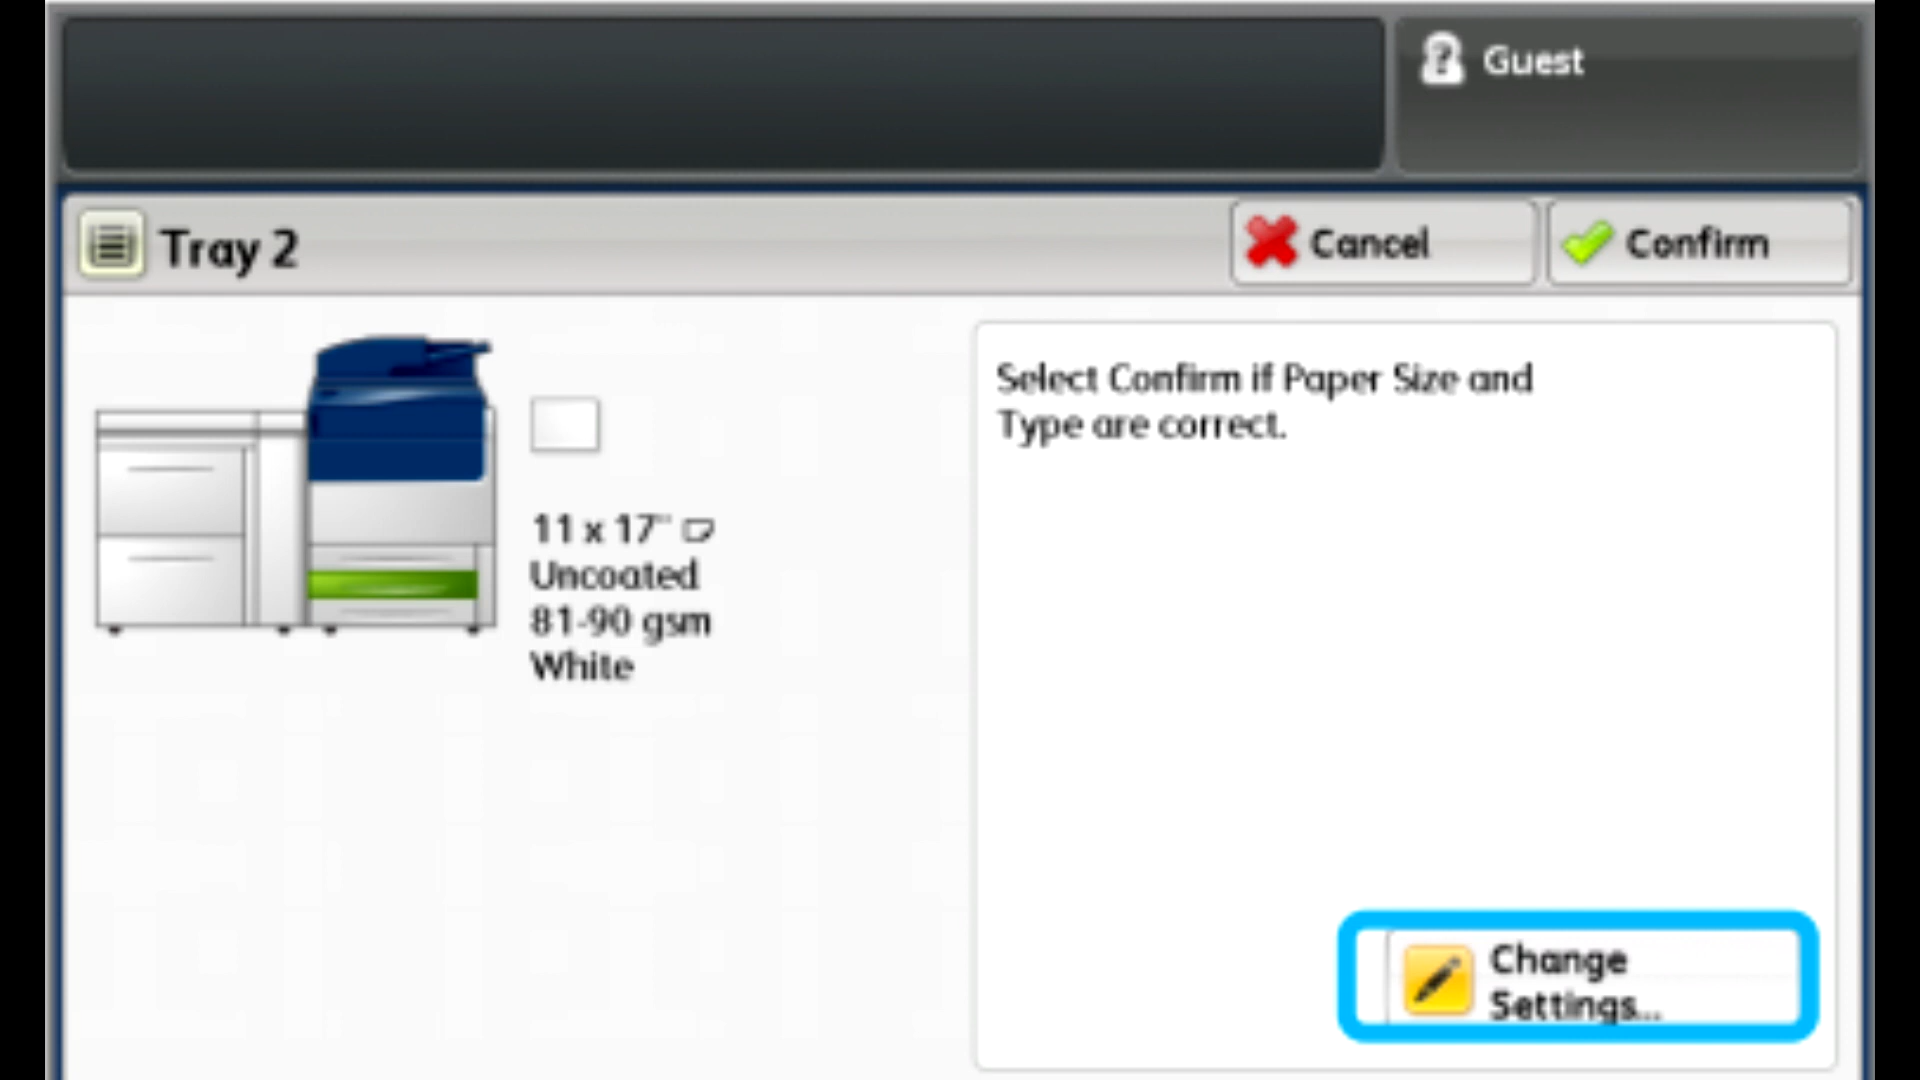 Guest
Tray 2
Cancel
Confirm
11 x 17"
Uncoated
81-90 gsm
White
Select Confirm if Paper Size and
Type are correct.
Change
Settings...